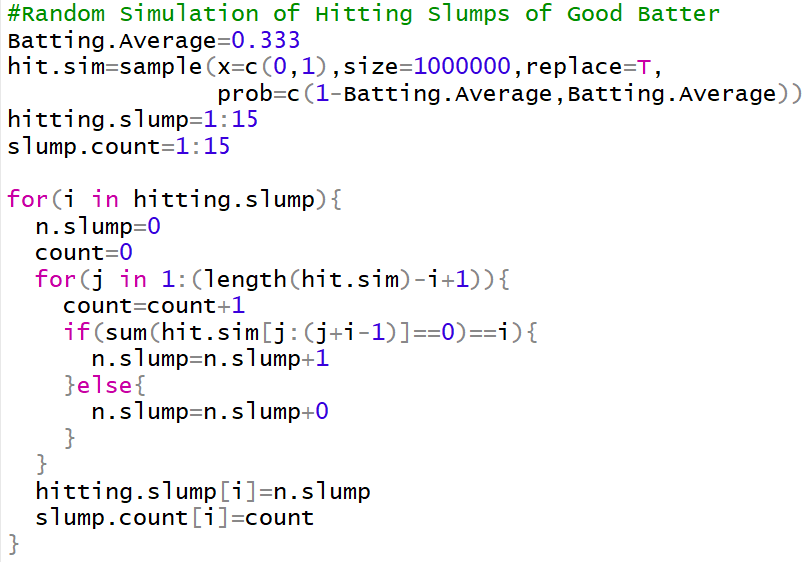 #Random Simulation of Hitting Slumps of Good Batter
Batting.Average=0.333
hit.sim=sample(x=c(0,1),size=1000000,replace=T,
               prob=c(1-Batting.Average,Batting.Average))
hitting.slump=1:15
slump.count=1:15

for(i in hitting.slump){
  n.slump=0
  count=0
  for(j in 1:(length(hit.sim)-i+1)){
    count=count+1
    if(sum(hit.sim[j:(j+i-1)]==0)==i){
      n.slump=n.slump+1
    }else{
      n.slump=n.slump+0
    }
  }
  hitting.slump[i]=n.slump
  slump.count[i]=count
}